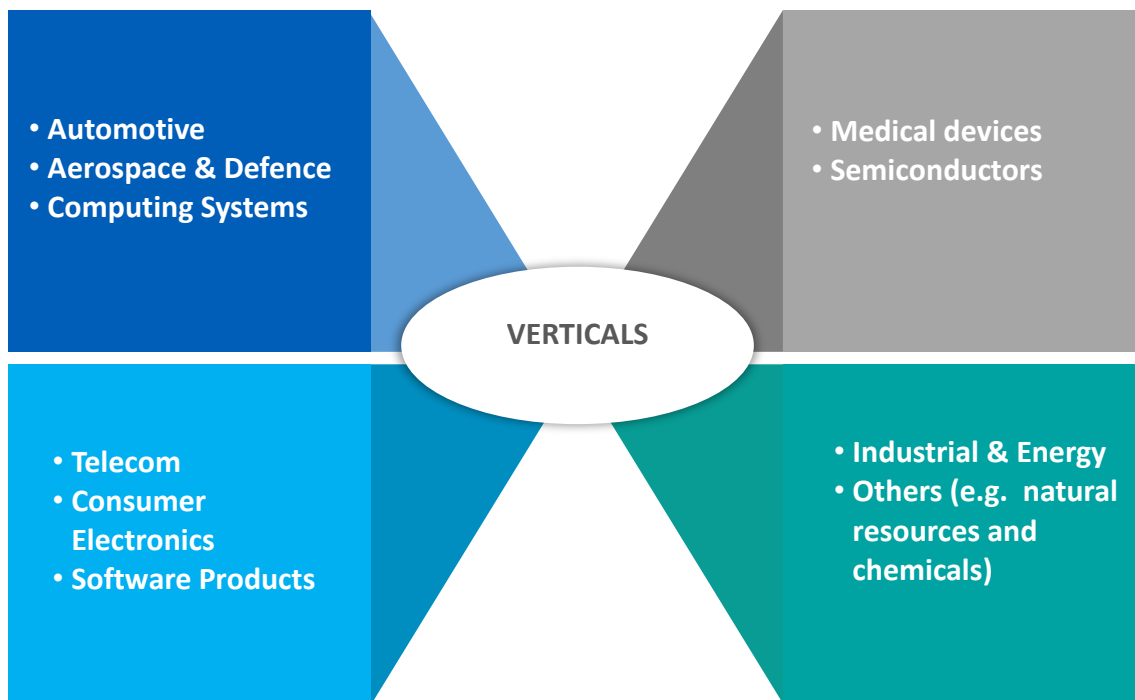 • Automotive
• Aerospace & Defence
• Computing Systems
• Medical devices
• Semiconductors
VERTICALS
• Telecom
• Consumer
Electronics
• Software Products
• Industrial & Energy
• Others (e.g. natural
resources and
chemicals)